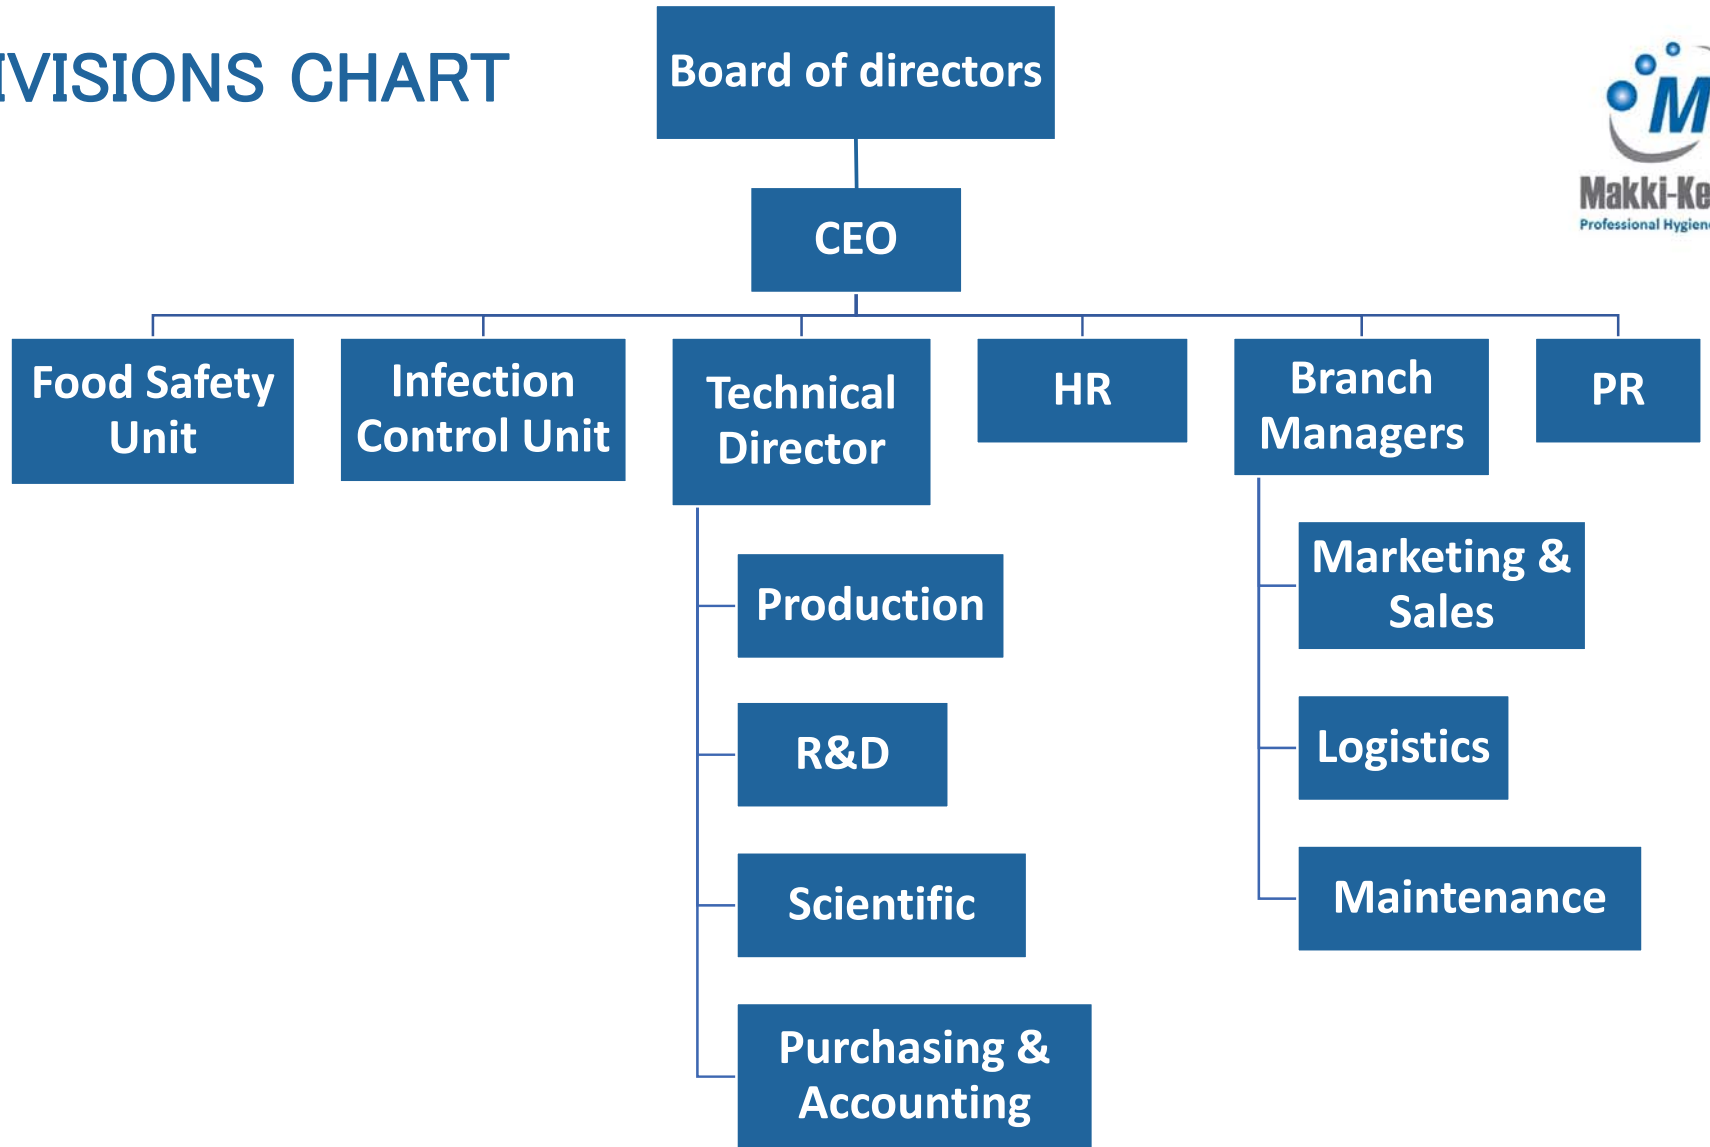 IVISIONS CHART
Board of directors
M
Makki-Ke
Professional Hygien
CEO
Food Safety
Unit
Infection
Control Unit
Technical
Director
HR
Branch
Managers
PR
Production
R&D
Scientific
Purchasing &
Accounting
Marketing &
Sales
Logistics
Maintenance